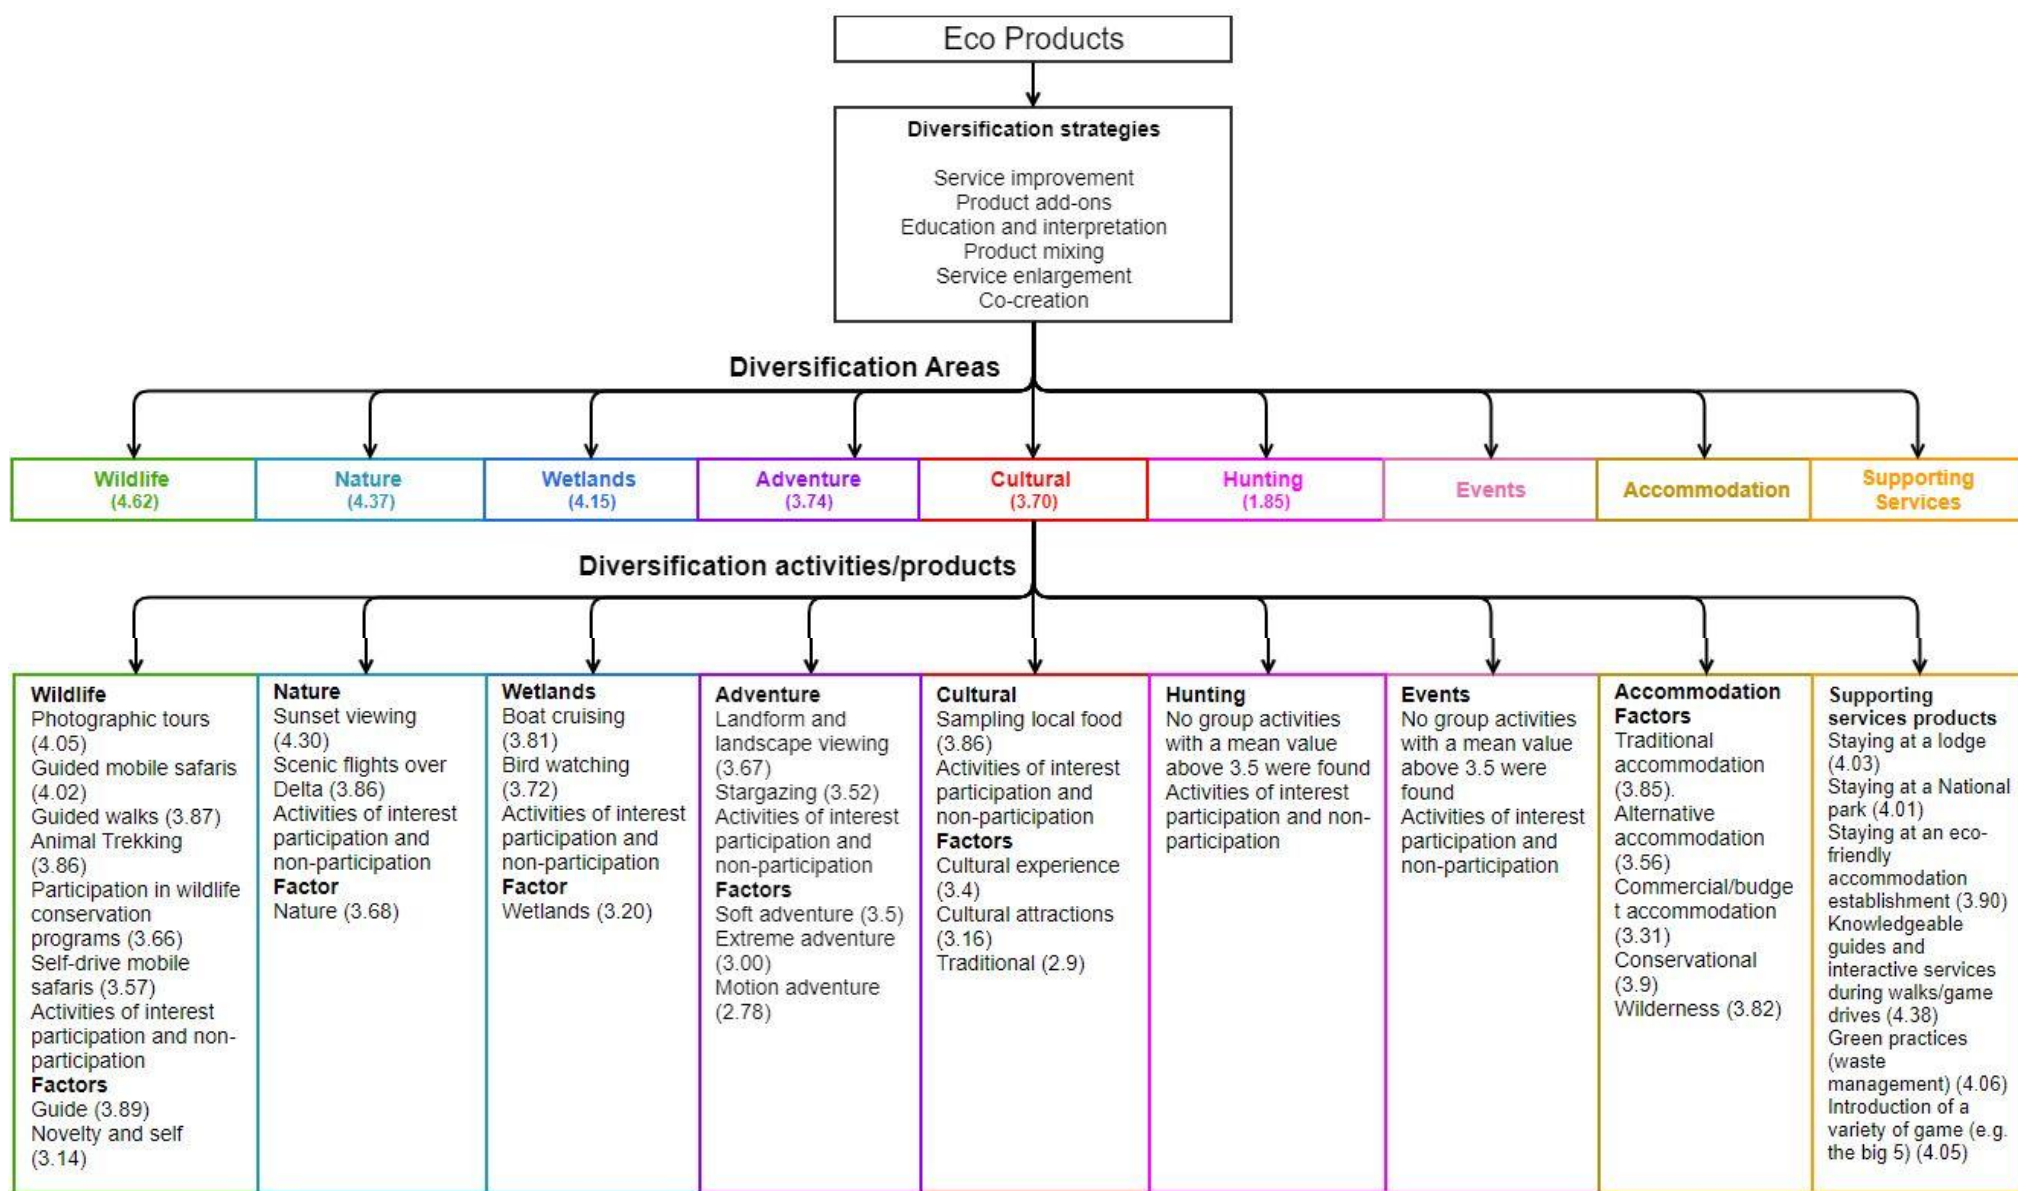 Eco Products
Diversification strategies
Service improvement
Product add-ons
Education and interpretation
Product mixing
Service enlargement
Co-creation
Diversification Areas
Wildlife
(4.62)
Nature
(4.37)
Wetlands
(4.15)
Adventure
(3.74)
Cultural
(3.70)
Hunting
(1.85)
Events
Accommodation
Supporting
Services
Diversification activities/products
Wildlife
Photographic tours
(4.05)
Guided mobile safaris
(4.02)
Guided walks (3.87)
Animal Trekking
(3.86)
Participation in wildlife
conservation
programs (3.66)
Self-drive mobile
safaris (3.57)
Activities of interest
participation and non-
participation
Factors
Guide (3.89)
Novelty and self
(3.14)
Nature
Sunset viewing
(4.30)
Scenic flights over
Delta (3.86)
Activities of interest
participation and
non-participation
Factor
Nature (3.68)
Wetlands
Boat cruising
(3.81)
Bird watching
(3.72)
Activities of interest
participation and
non-participation
Factor
Wetlands (3.20)
Adventure
Landform and
landscape viewing
(3.67)
Stargazing (3.52)
Activities of interest
participation and
non-participation
Factors
Soft adventure (3.5)
Extreme adventure
(3.00)
Motion adventure
(2.78)
Cultural
Sampling local food
(3.86)
Activities of interest
participation and
non-participation
Factors
Cultural experience
(3.4)
Cultural attractions
(3.16)
Traditional (2.9)
Hunting
No group activities
with a mean value
above 3.5 were found
Activities of interest
participation and non-
participation
Events
No group activities
with a mean value
above 3.5 were
found
Activities of interest
participation and
non-participation
Accommodation
Factors
Traditional
accommodation
(3.85).
Alternative
accommodation
(3.56)
Commercial/budge
t accommodation
(3.31)
Conservational
(3.9)
Wilderness (3.82)
Supporting
services products
Staying at a lodge
(4.03)
Staying at a National
park (4.01)
Staying at an eco-
friendly
accommodation
establishment (3.90)
Knowledgeable
guides and
interactive services
during walks/game
drives (4.38)
Green practices
(waste
management) (4.06)
Introduction of a
variety of game (e.g.
the big 5) (4.05)